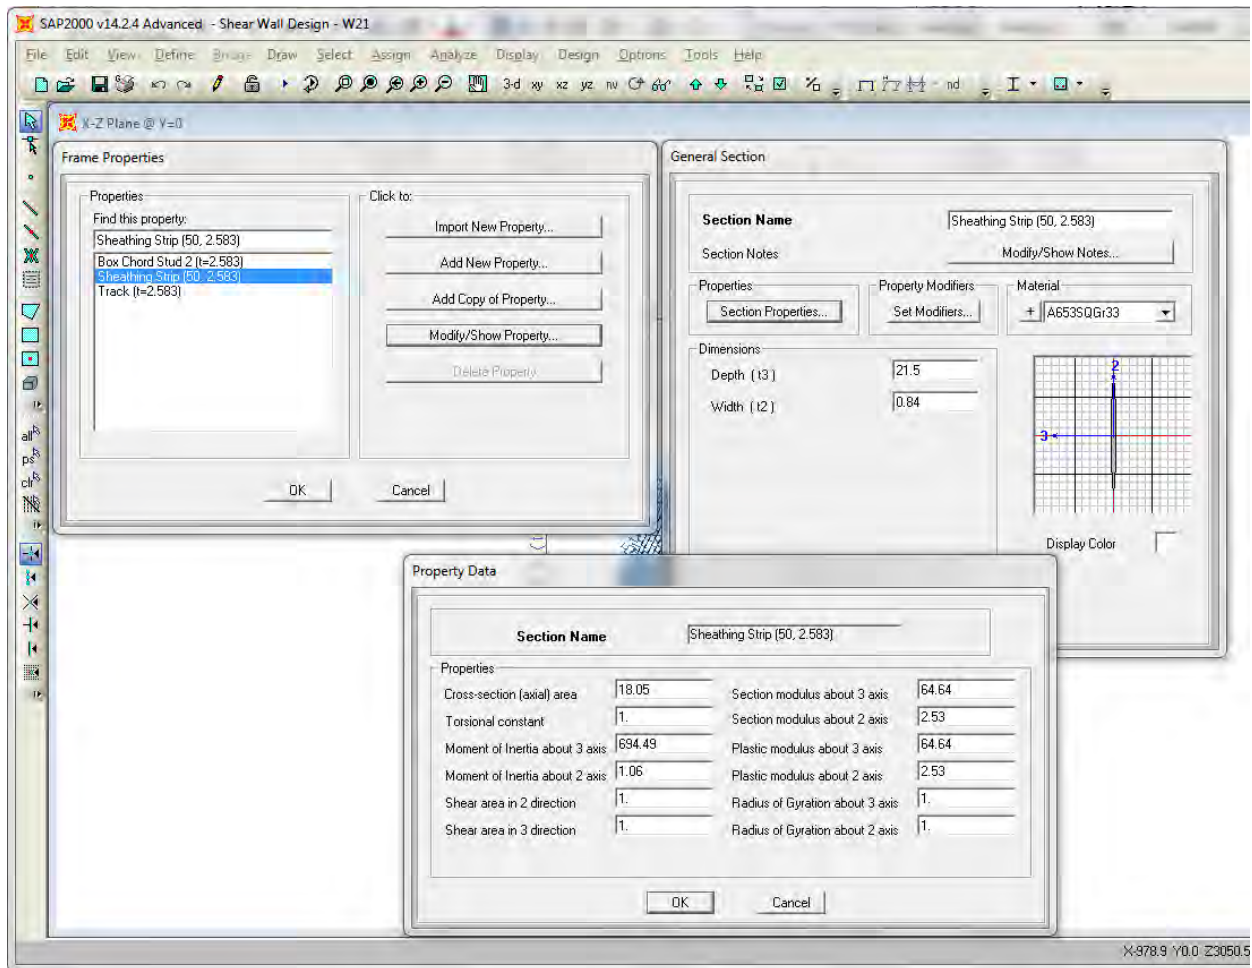 SAP2000 v14.2.4 Advanced - Shear Wall Design - W21
File Edit View Define Draw Select Assign Analyze Display Design Options Tools Help
3-d xy xz yz nv nd
X-Z Plane @ Y=0
Frame Properties
Properties
Find this property:
Sheathing Strip (50, 2.583)
Box Chord Stud 2 (t=2.583)
Sheathing Strip (50, 2.583)
Track (t=2.583)
Click to:
Import New Property...
Add New Property...
Add Copy of Property...
Modify/Show Property...
Delete Property
OK Cancel
General Section
Section Name Sheathing Strip (50, 2.583)
Section Notes Modify/Show Notes...
Properties
Section Properties...
Property Modifiers
Set Modifiers...
Material
+ A653SQGr33
Dimensions
Depth ( t3 ) 21.5
Width ( t2 ) 0.84
2
3
Display Color
all
ps
clr
Property Data
Section Name Sheathing Strip (50, 2.583)
Properties
Cross-section (axial) area 18.05 Section modulus about 3 axis 64.64
Torsional constant 1. Section modulus about 2 axis 2.53
Moment of Inertia about 3 axis 694.49 Plastic modulus about 3 axis 64.64
Moment of Inertia about 2 axis 1.06 Plastic modulus about 2 axis 2.53
Shear area in 2 direction 1. Radius of Gyration about 3 axis 1.
Shear area in 3 direction 1. Radius of Gyration about 2 axis 1.
OK Cancel
X-978.9 Y0.0 Z3050.5